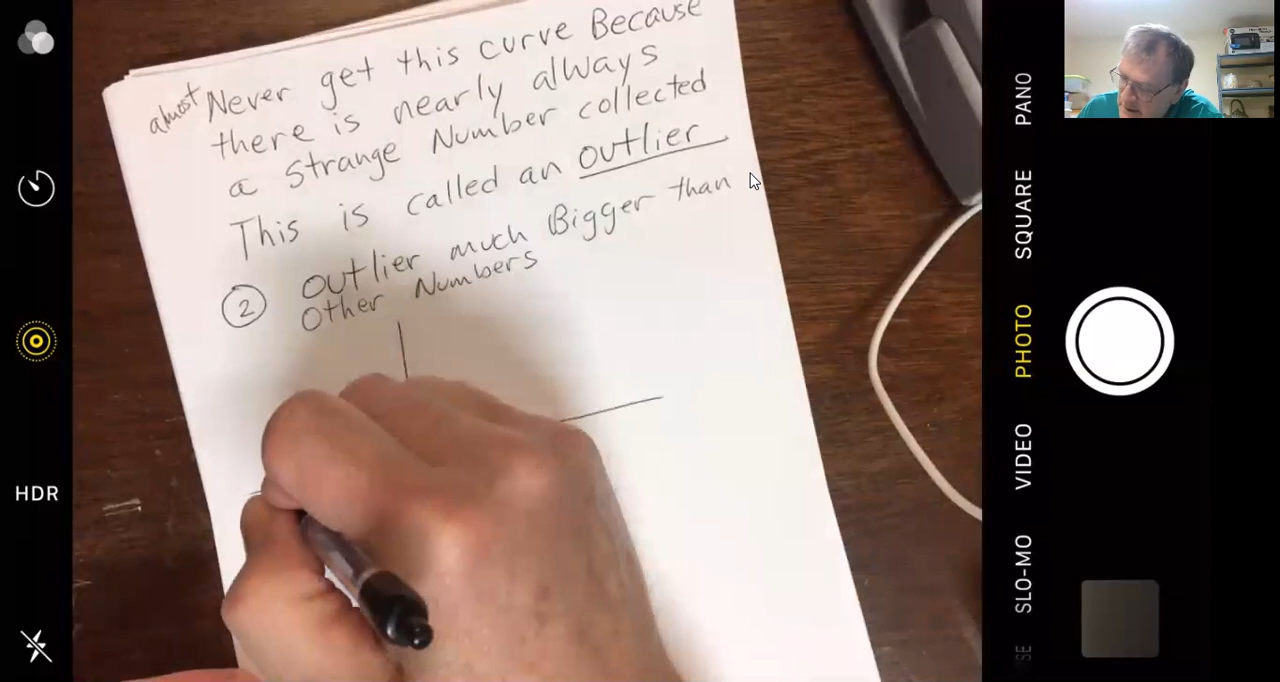 almost Never get this curve Because
there is nearly always
a strange Number collected
This is called an outlier
② outlier much Bigger than
other Numbers
HDR
PANO
SQUARE
PHOTO
VIDEO
SLO-MO
SE